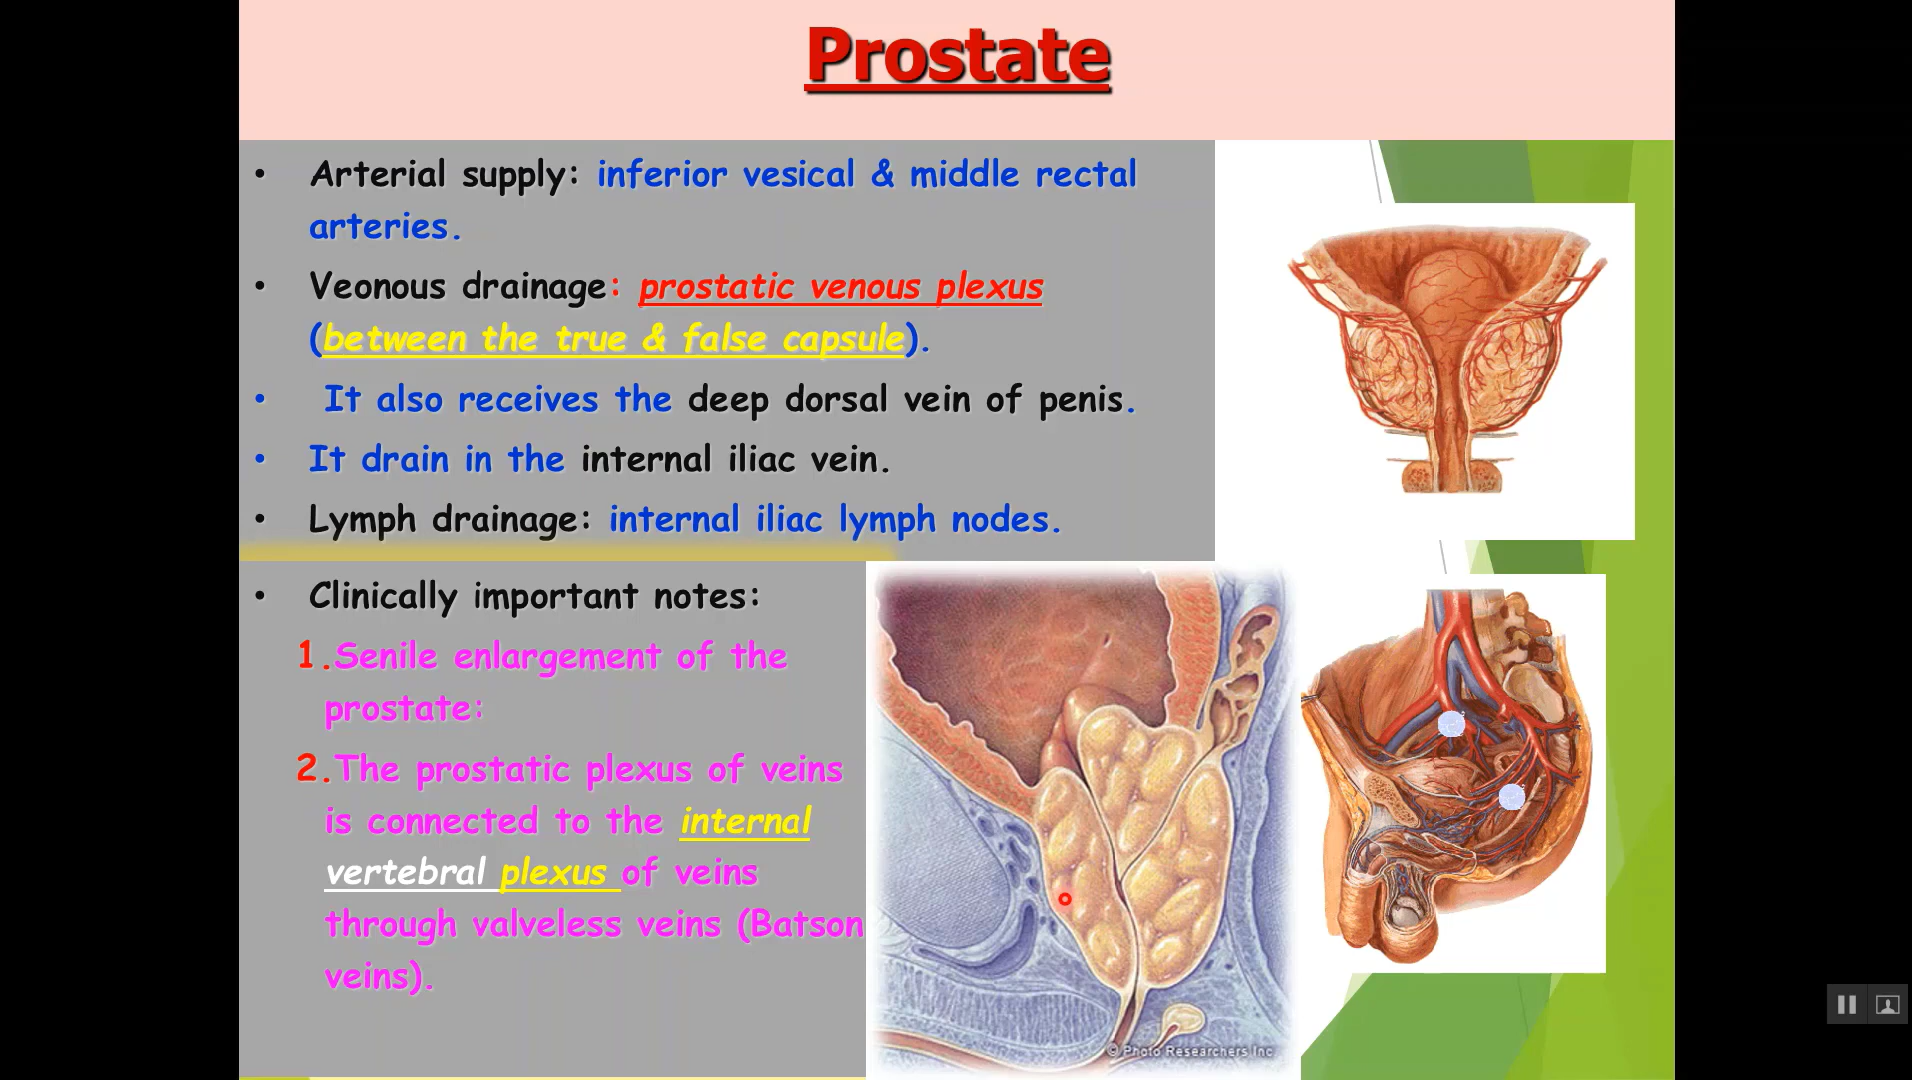 Prostate
• Arterial supply: inferior vesical & middle rectal
arteries.
• Veonous drainage: prostatic venous plexus
(between the true & false capsule).
• It also receives the deep dorsal vein of penis.
• It drain in the internal iliac vein.
• Lymph drainage: internal iliac lymph nodes.
• Clinically important notes:
1.Senile enlargement of the
prostate:
2.The prostatic plexus of veins
is connected to the internal
vertebral plexus of veins
through valveless veins (Batson
veins).
© Photo Researchers Inc